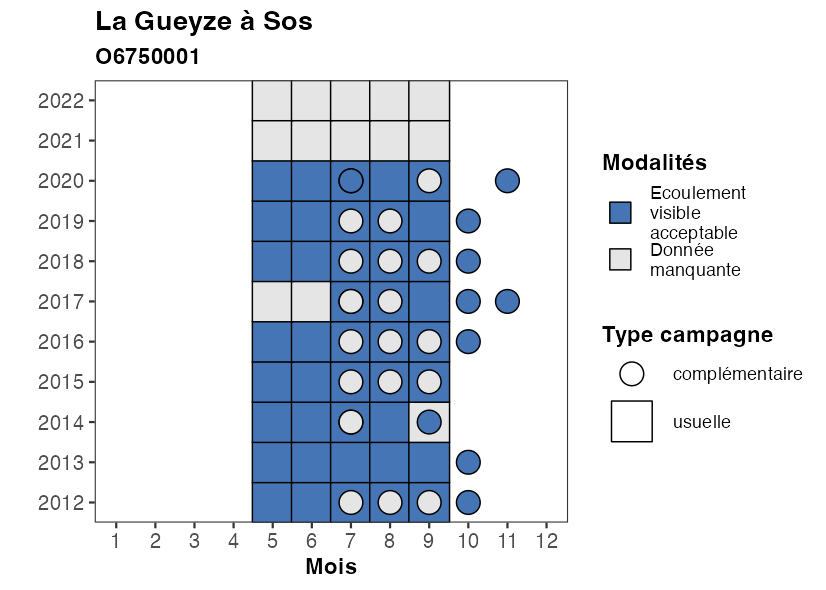 La Gueyze à Sos
O6750001
2022
2021
2020
2019
2018
2017
2016
2015
2014
2013
2012
1 2 3 4 5 6 7 8 9 10 11 12
Mois
Modalités
Ecoulement
visible
acceptable
Donnée
manquante
Type campagne
complémentaire
usuelle